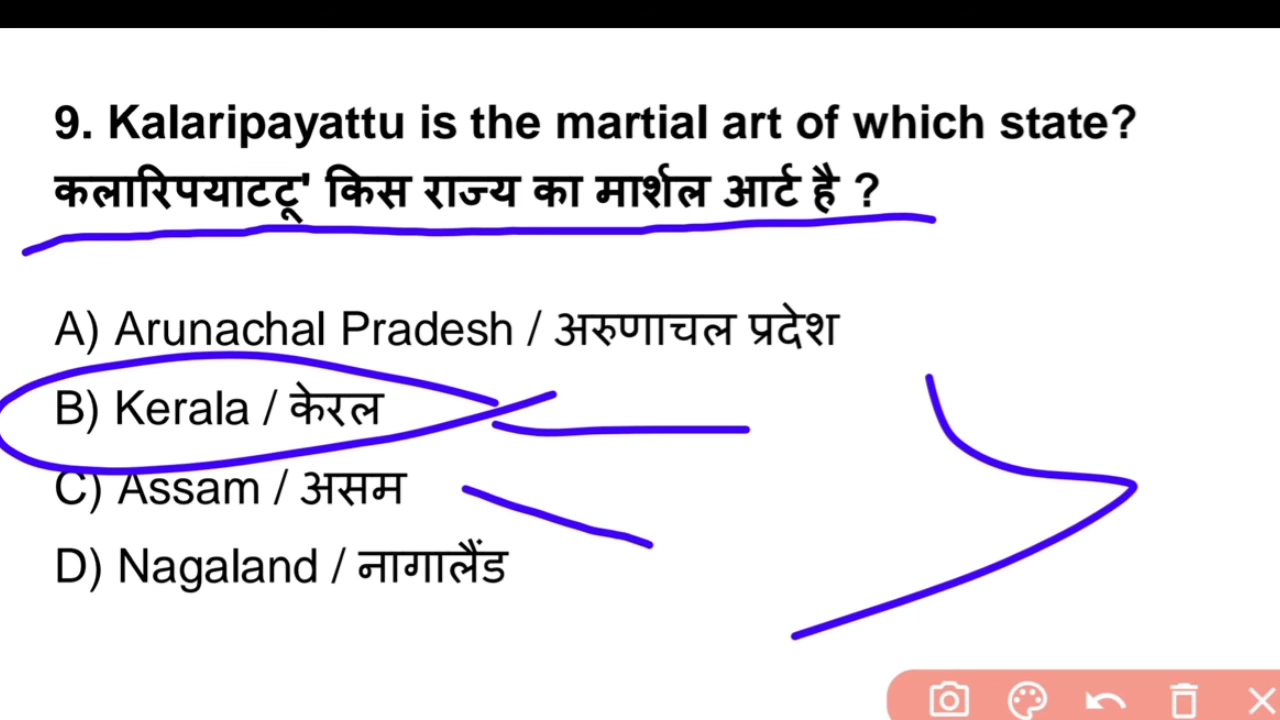 9. Kalaripayattu is the martial art of which state?
कलारिपयाटटू' किस राज्य का मार्शल आर्ट है ?
A) Arunachal Pradesh / अरुणाचल प्रदेश
B) Kerala / केरल
C) Assam / असम
D) Nagaland / नागालैंड